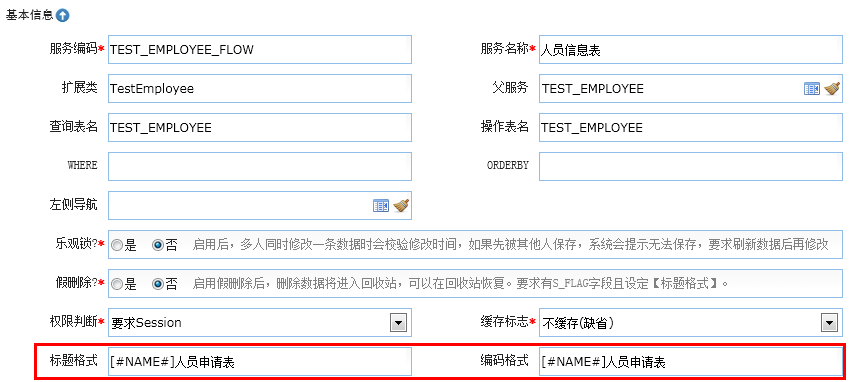 基本信息
服务编码* TEST_EMPLOYEE_FLOW 服务名称* 人员信息表
扩展类 TestEmployee 父服务 TEST_EMPLOYEE
查询表名 TEST_EMPLOYEE 操作表名 TEST_EMPLOYEE
WHERE ORDERBY
左侧导航
乐观锁?* 是 否 启用后，多人同时修改一条数据时会校验修改时间，如果先被其他人保存，系统会提示无法保存，要求刷新数据后再修改
假删除?* 是 否 启用假删除后，删除数据将进入回收站，可以在回收站恢复。要求有S_FLAG字段且设定【标题格式】。
权限判断* 要求Session 缓存标志* 不缓存(缺省)
标题格式 [#NAME#]人员申请表 编码格式 [#NAME#]人员申请表